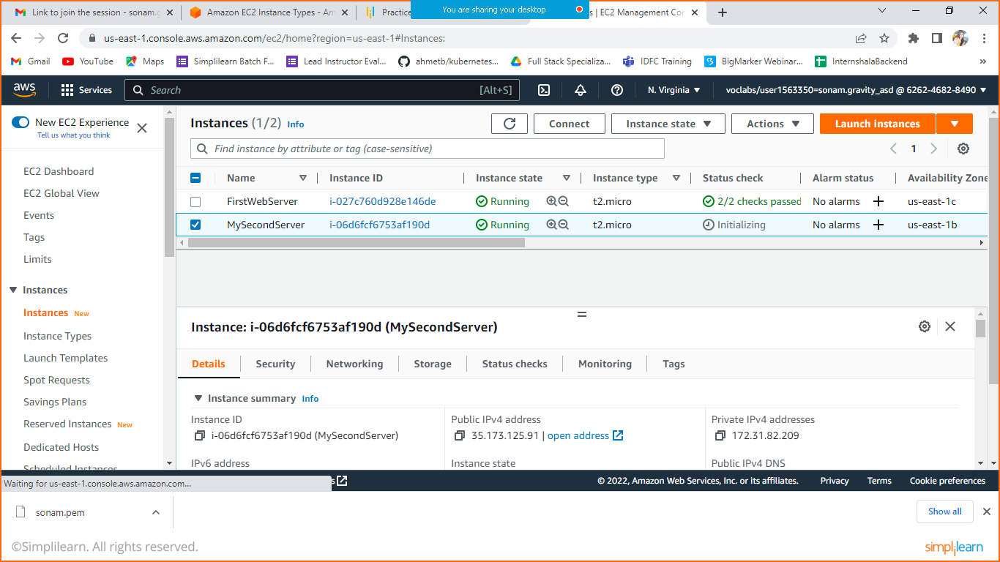 Link to join the session - sonam.g
Amazon EC2 Instance Types - Am
Practice
You are sharing your desktop
s | EC2 Management Con
us-east-1.console.aws.amazon.com/ec2/home?region=us-east-1#Instances:
Gmail YouTube Maps Simplilearn Batch F... Lead Instructor Eval... ahmetb/kubernetes... Full Stack Specializa... IDFC Training BigMarker Webinar... InternshalaBackend »
aws Services Search [Alt+S] N. Virginia voclabs/user1563350=sonam.gravity_asd @ 6262-4682-8490
New EC2 Experience
Tell us what you think
EC2 Dashboard
EC2 Global View
Events
Tags
Limits
Instances
Instances New
Instance Types
Launch Templates
Spot Requests
Savings Plans
Reserved Instances New
Dedicated Hosts
Scheduled Instances
Instances (1/2) Info Connect Instance state Actions Launch instances
Find instance by attribute or tag (case-sensitive) 1
Name Instance ID Instance state Instance type Status check Alarm status Availability Zone
FirstWebServer i-027c760d928e146de Running t2.micro 2/2 checks passed No alarms + us-east-1c
MySecondServer i-06d6fcf6753af190d Running t2.micro Initializing No alarms + us-east-1b
Instance: i-06d6fcf6753af190d (MySecondServer)
Details Security Networking Storage Status checks Monitoring Tags
Instance summary Info
Instance ID Public IPv4 address Private IPv4 addresses
i-06d6fcf6753af190d (MySecondServer) 35.173.125.91 | open address 172.31.82.209
IPv6 address Instance state Public IPv4 DNS
Waiting for us-east-1.console.aws.amazon.com... s © 2022, Amazon Web Services, Inc. or its affiliates. Privacy Terms Cookie preferences
sonam.pem Show all
©Simplilearn. All rights reserved. simplilearn